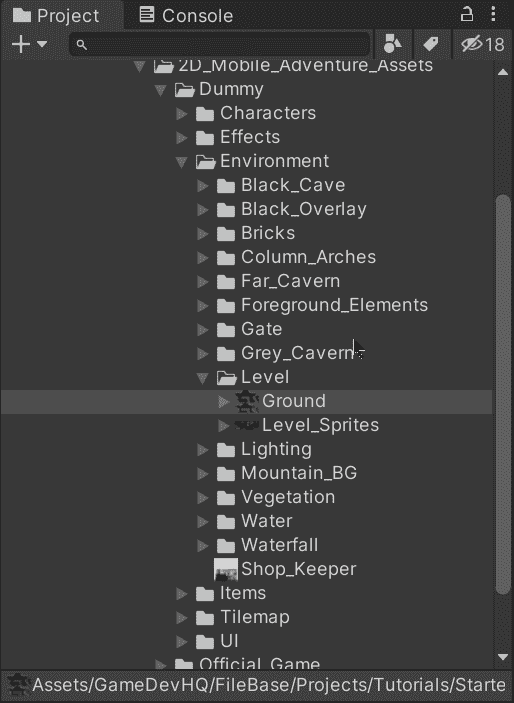 Project Console
18
2D_Mobile_Adventure_Assets
Dummy
Characters
Effects
Environment
Black_Cave
Black_Overlay
Bricks
Column_Arches
Far_Cavern
Foreground_Elements
Gate
Grey_Cavern
Level
Ground
Level_Sprites
Lighting
Mountain_BG
Vegetation
Water
Waterfall
Shop_Keeper
Items
Tilemap
UI
Official_Game
Assets/GameDevHQ/FileBase/Projects/Tutorials/Starte